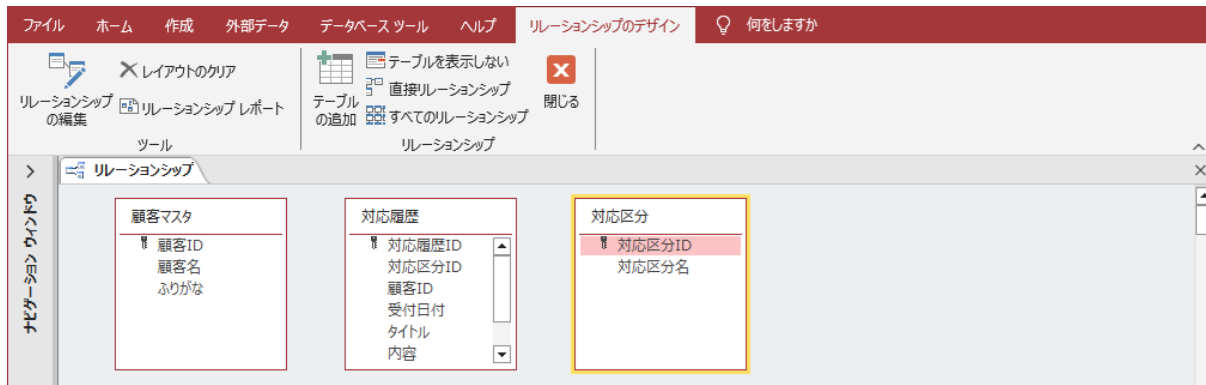 ファイル ホーム 作成 外部データ データベース ツール ヘルプ リレーションシップのデザイン 何をしますか
リレーションシップ
の編集
レイアウトのクリア
リレーションシップ レポート
ツール
テーブル
の追加
テーブルを表示しない
直接リレーションシップ
すべてのリレーションシップ
閉じる
リレーションシップ
リレーションシップ
ナビゲーション ウィンドウ
顧客マスタ
顧客ID
顧客名
ふりがな
対応履歴
対応履歴ID
対応区分ID
顧客ID
受付日付
タイトル
内容
対応区分
対応区分ID
対応区分名